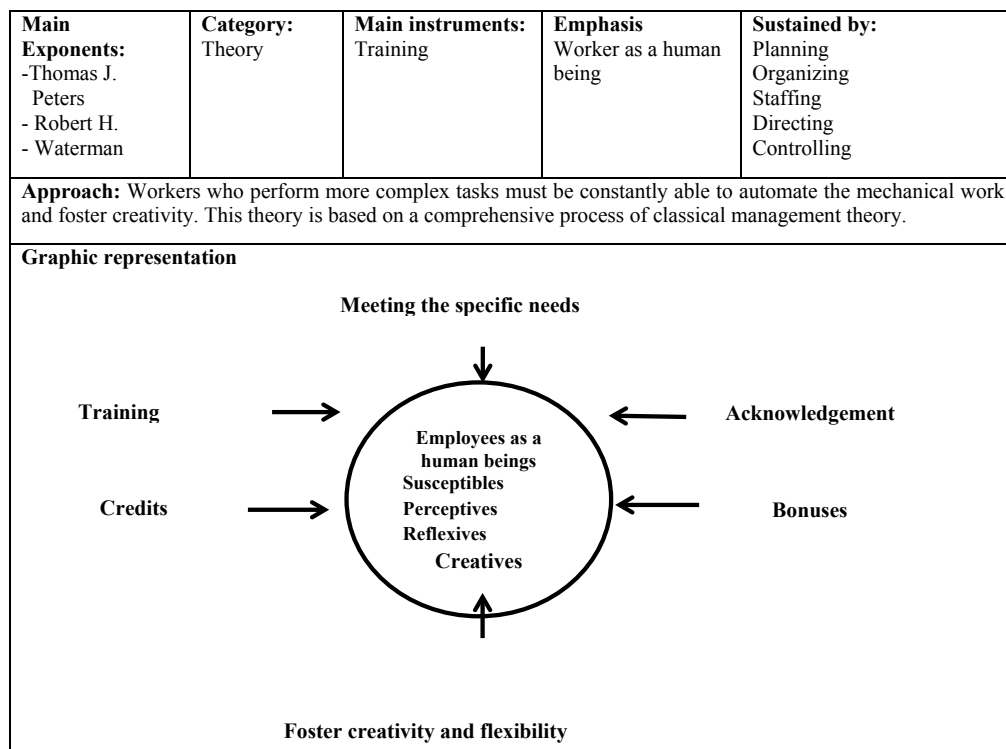 Main
Exponents:
-Thomas J.
Peters
- Robert H.
- Waterman
Category:
Theory
Main instruments:
Training
Emphasis
Worker as a human
being
Sustained by:
Planning
Organizing
Staffing
Directing
Controlling
Approach: Workers who perform more complex tasks must be constantly able to automate the mechanical work
and foster creativity. This theory is based on a comprehensive process of classical management theory.
Graphic representation
Meeting the specific needs
Training
Acknowledgement
Employees as a
human beings
Susceptibles
Perceptives
Reflexives
Creatives
Credits
Bonuses
Foster creativity and flexibility